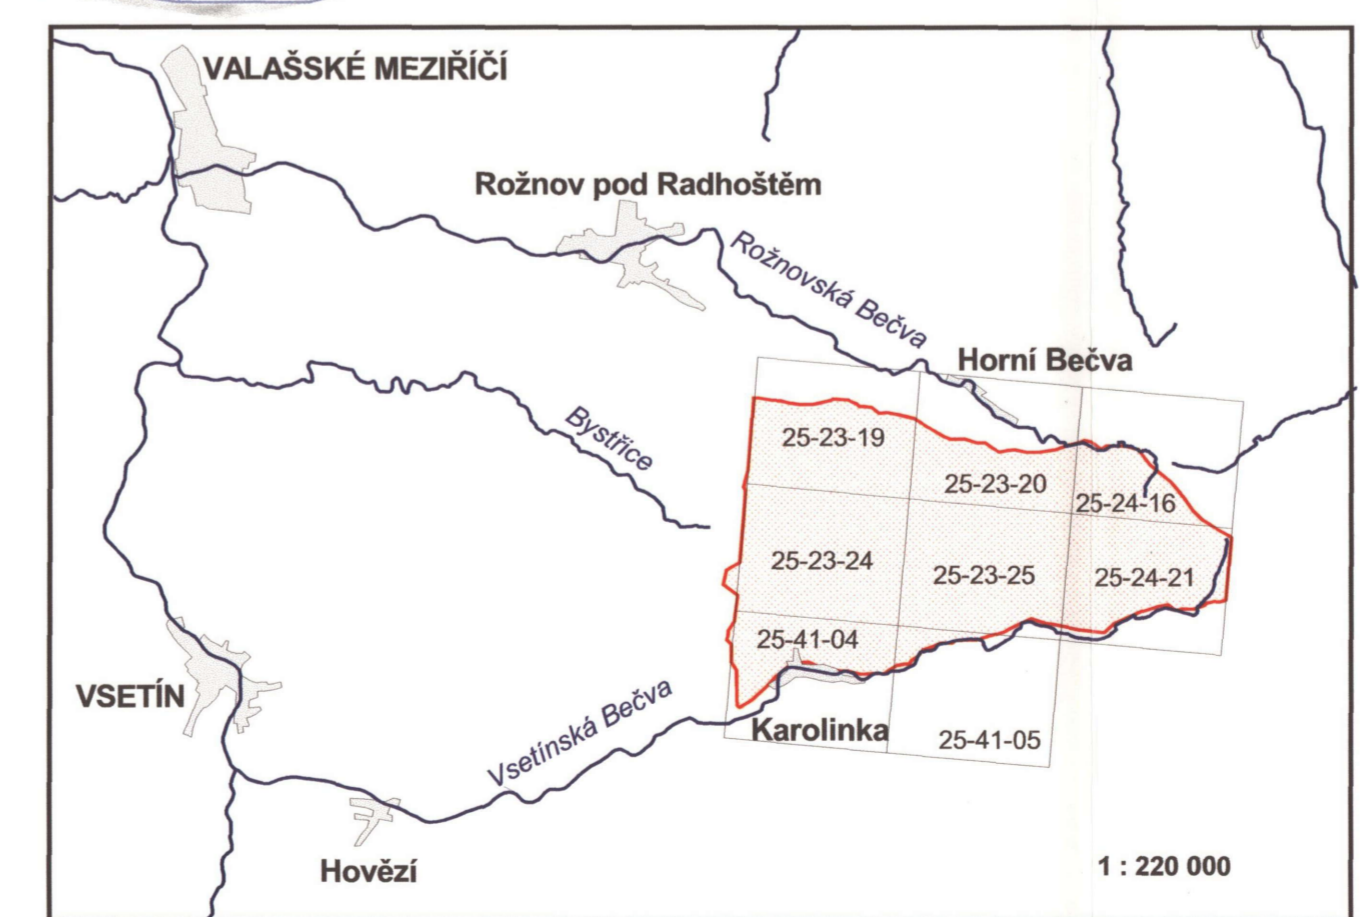 VALAŠSKÉ MEZIŘÍČÍ
Rožnov pod Radhoštěm
Rožnovská Bečva
Horní Bečva
Bystřice
25-23-19
25-23-20
25-24-16
25-23-24
25-23-25
25-24-21
25-41-04
VSETÍN
Vsetínská Bečva
Karolinka
25-41-05
Hovězí
1 : 220 000